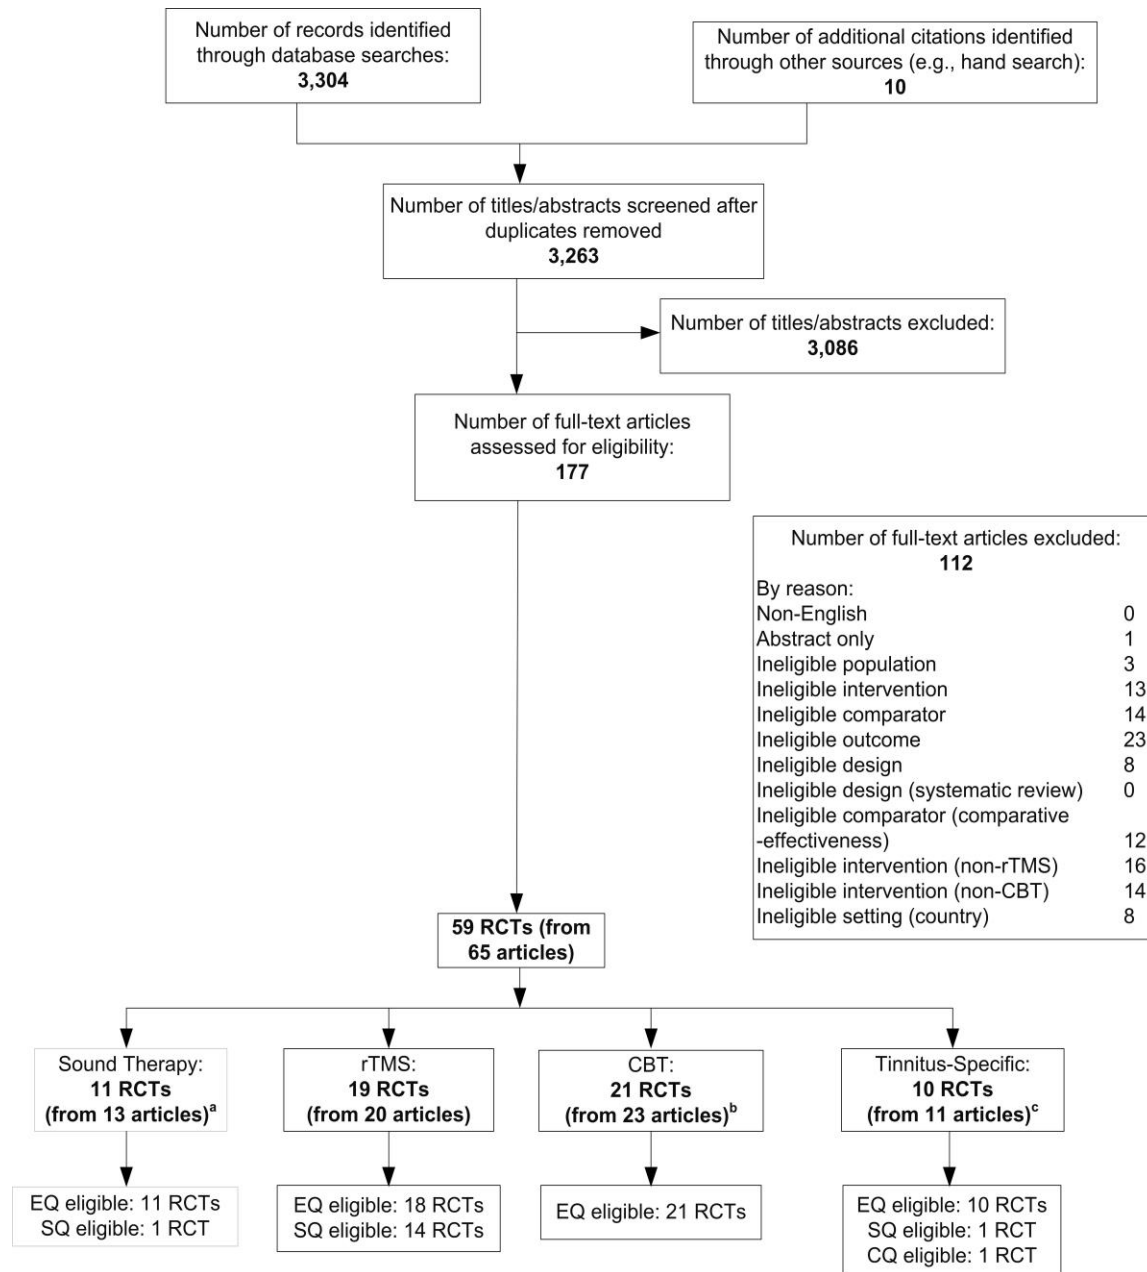 Number of records identified
through database searches:
3,304
Number of additional citations identified
through other sources (e.g., hand search):
10
Number of titles/abstracts screened after
duplicates removed
3,263
Number of titles/abstracts excluded:
3,086
Number of full-text articles
assessed for eligibility:
177
Number of full-text articles excluded:
112
By reason:
Non-English 0
Abstract only 1
Ineligible population 3
Ineligible intervention 13
Ineligible comparator 14
Ineligible outcome 23
Ineligible design 8
Ineligible design (systematic review) 0
Ineligible comparator (comparative
-effectiveness) 12
Ineligible intervention (non-rTMS) 16
Ineligible intervention (non-CBT) 14
Ineligible setting (country) 8
59 RCTs (from
65 articles)
Sound Therapy:
11 RCTs
(from 13 articles)a
rTMS:
19 RCTs
(from 20 articles)
CBT:
21 RCTs
(from 23 articles)b
Tinnitus-Specific:
10 RCTs
(from 11 articles)c
EQ eligible: 11 RCTs
SQ eligible: 1 RCT
EQ eligible: 18 RCTs
SQ eligible: 14 RCTs
EQ eligible: 21 RCTs
EQ eligible: 10 RCTs
SQ eligible: 1 RCT
CQ eligible: 1 RCT